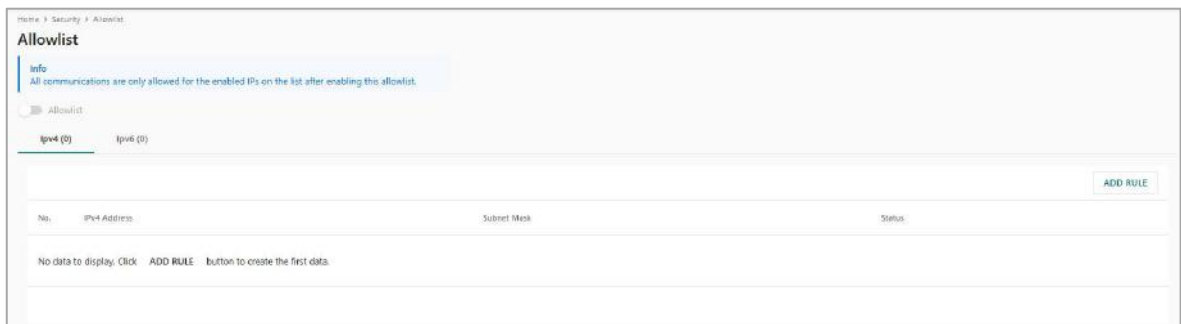 Home > Security > Allowlist
Allowlist
Info
All communications are only allowed for the enabled IPs on the list after enabling this allowlist.
Allowlist
Ipv4 (0) Ipv6 (0)
ADD RULE
No. IPv4 Address Subnet Mask Status
No data to display. Click ADD RULE button to create the first data.